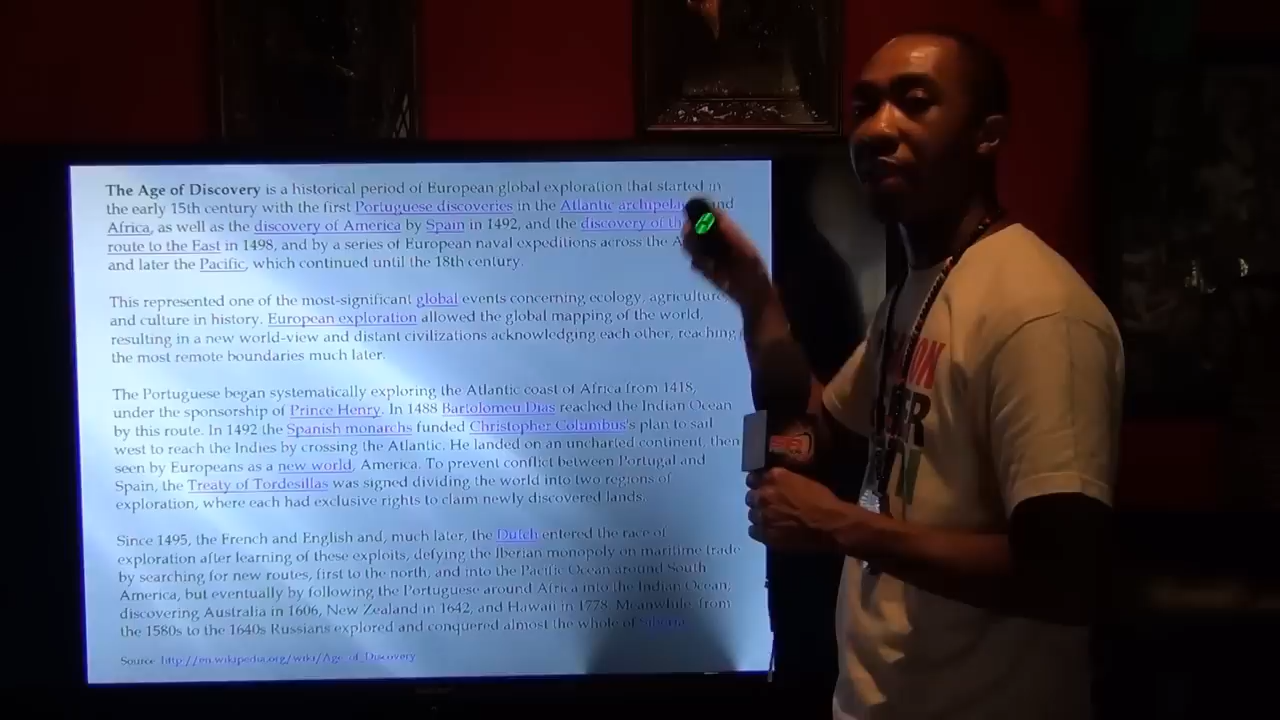 The Age of Discovery is a historical period of European global exploration that started in
the early 15th century with the first Portuguese discoveries in the Atlantic archipela and
Africa, as well as the discovery of America by Spain in 1492, and the discovery of th
route to the East in 1498, and by a series of European naval expeditions across the A
and later the Pacific, which continued until the 18th century.
This represented one of the most-significant global events concerning ecology, agriculture,
and culture in history. European exploration allowed the global mapping of the world,
resulting in a new world-view and distant civilizations acknowledging each other, reaching
the most remote boundaries much later.
The Portuguese began systematically exploring the Atlantic coast of Africa from 1418,
under the sponsorship of Prince Henry. In 1488 Bartolomeu Dias reached the Indian Ocean
by this route. In 1492 the Spanish monarchs funded Christopher Columbus's plan to sail
west to reach the Indies by crossing the Atlantic. He landed on an uncharted continent, then
seen by Europeans as a new world, America. To prevent conflict between Portugal and
Spain, the Treaty of Tordesillas was signed dividing the world into two regions of
exploration, where each had exclusive rights to claim newly discovered lands.
Since 1495, the French and English and, much later, the Dutch entered the race of
exploration after learning of these exploits, defying the Iberian monopoly on maritime trade
by searching for new routes, first to the north, and into the Pacific Ocean around South
America, but eventually by following the Portuguese around Africa into the Indian Ocean;
discovering Australia in 1606, New Zealand in 1642, and Hawaii in 1778. Meanwhile, from
the 1580s to the 1640s Russians explored and conquered almost the whole of Siberia.
Source: http://en.wikipedia.org/wiki/Age_of_Discovery